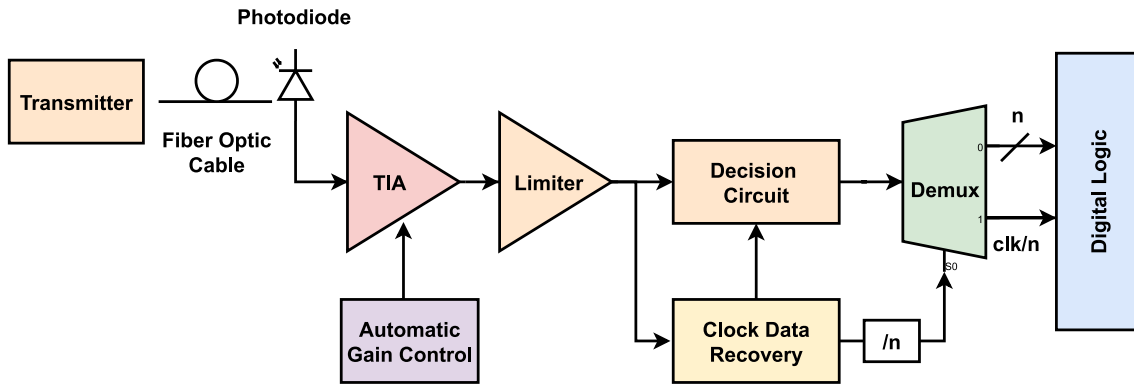 Photodiode
Transmitter
Fiber Optic
Cable
TIA
Limiter
Decision
Circuit
Demux
0
1
S0
n
clk/n
Digital Logic
Automatic
Gain Control
Clock Data
Recovery
/n